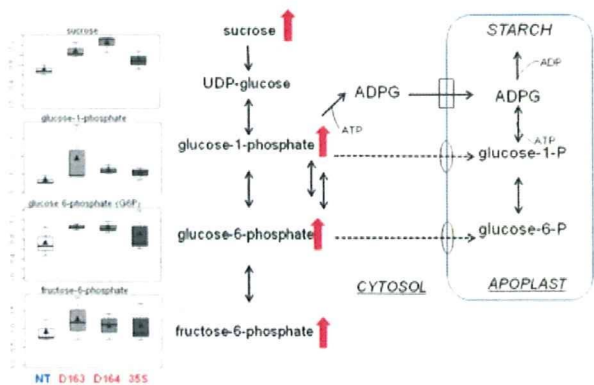 sucrose
glucose-1-phosphate
glucose 6-phosphate (G6P)
fructose-6-phosphate
NT D163 D164 35S
sucrose
UDP-glucose
glucose-1-phosphate
glucose-6-phosphate
fructose-6-phosphate
ADPG
ATP
CYTOSOL
STARCH
ADP
ADPG
ATP
glucose-1-P
glucose-6-P
APOPLAST